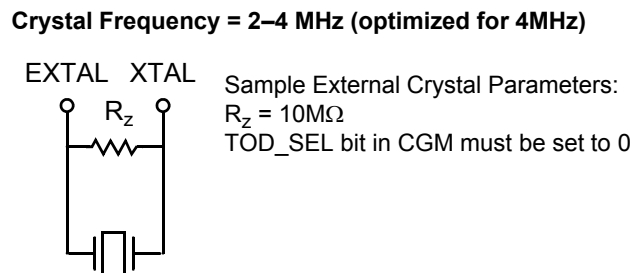 Crystal Frequency = 2–4 MHz (optimized for 4MHz)
EXTAL XTAL
Rz
Sample External Crystal Parameters:
Rz = 10MΩ
TOD_SEL bit in CGM must be set to 0